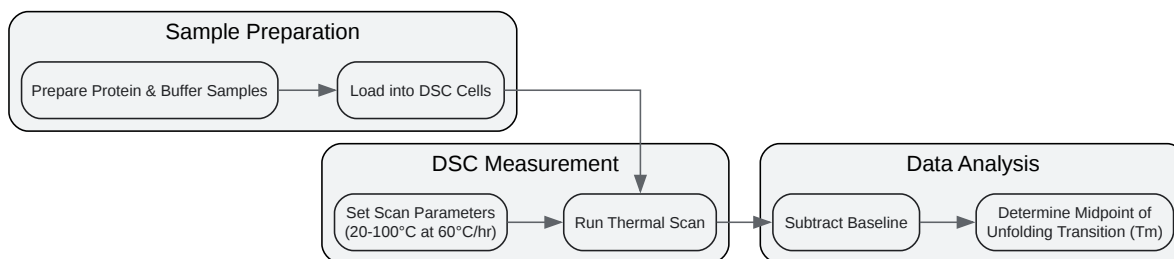 Sample Preparation
Prepare Protein & Buffer Samples
Load into DSC Cells
DSC Measurement
Set Scan Parameters
(20-100°C at 60°C/hr)
Run Thermal Scan
Data Analysis
Subtract Baseline
Determine Midpoint of
Unfolding Transition (Tm)